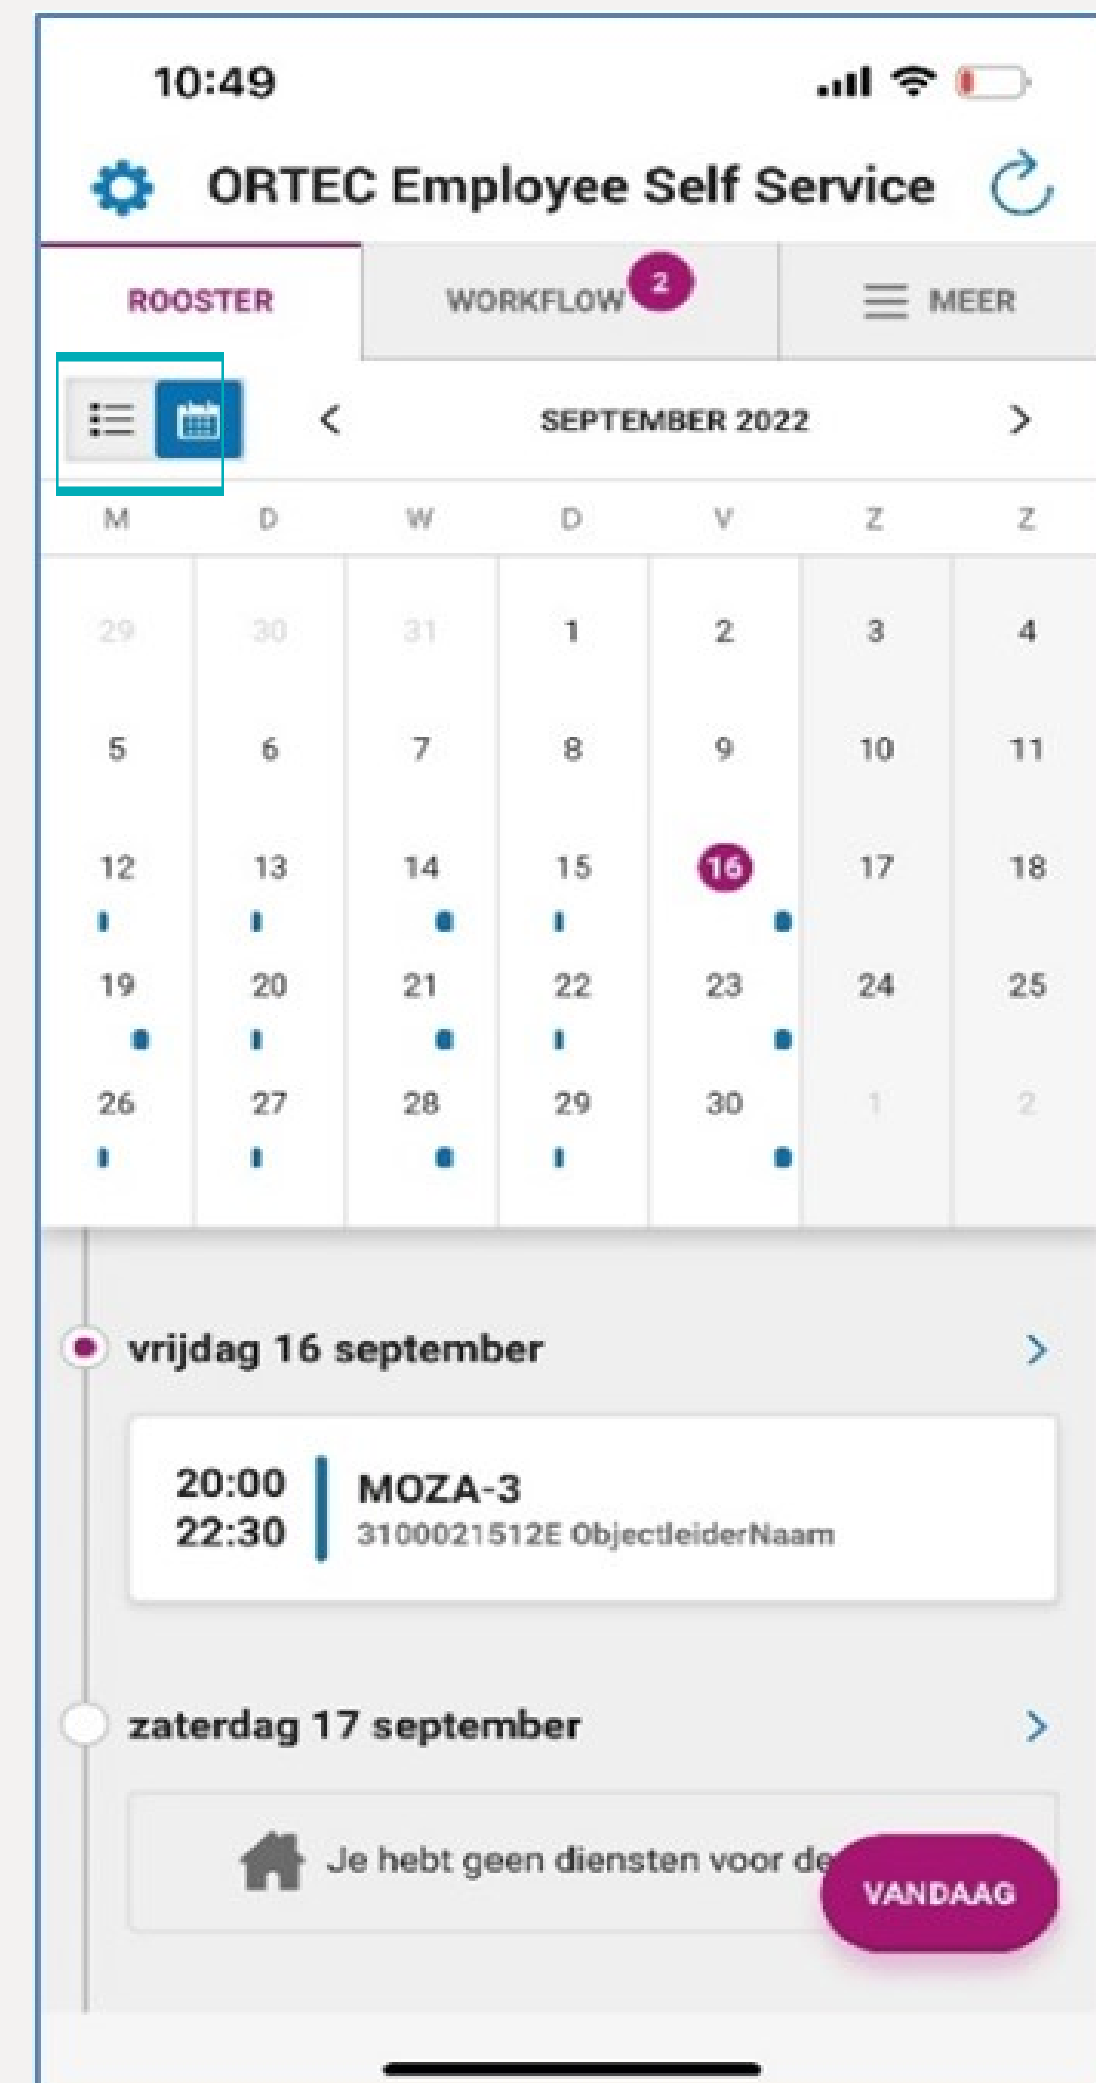 10:49
ORTEC Employee Self Service
ROOSTER WORKFLOW 2 MEER
SEPTEMBER 2022
M D W D V Z Z
29 30 31 1 2 3 4
5 6 7 8 9 10 11
12 13 14 15 16 17 18
19 20 21 22 23 24 25
26 27 28 29 30 1 2
vrijdag 16 september
20:00 MOZA-3
22:30 3100021512E ObjectleiderNaam
zaterdag 17 september
Je hebt geen diensten voor de
VANDAAG